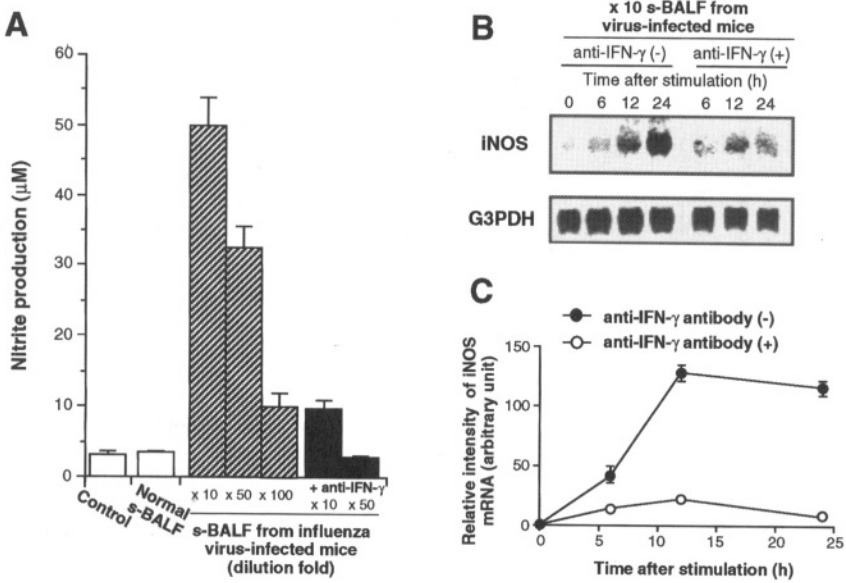 A
Nitrite production (μM)
60
50
40
30
20
10
0
Control
Normal
s-BALF
x 10
x 50
x 100
+ anti-IFN-γ
x 10
x 50
s-BALF from influenza
virus-infected mice
(dilution fold)
B
x 10 s-BALF from
virus-infected mice
anti-IFN-γ (-)
anti-IFN-γ (+)
Time after stimulation (h)
0 6 12 24 6 12 24
iNOS
G3PDH
C
anti-IFN-γ antibody (-)
anti-IFN-γ antibody (+)
Relative intensity of iNOS
mRNA (arbitrary unit)
150
100
50
0
0 5 10 15 20 25
Time after stimulation (h)